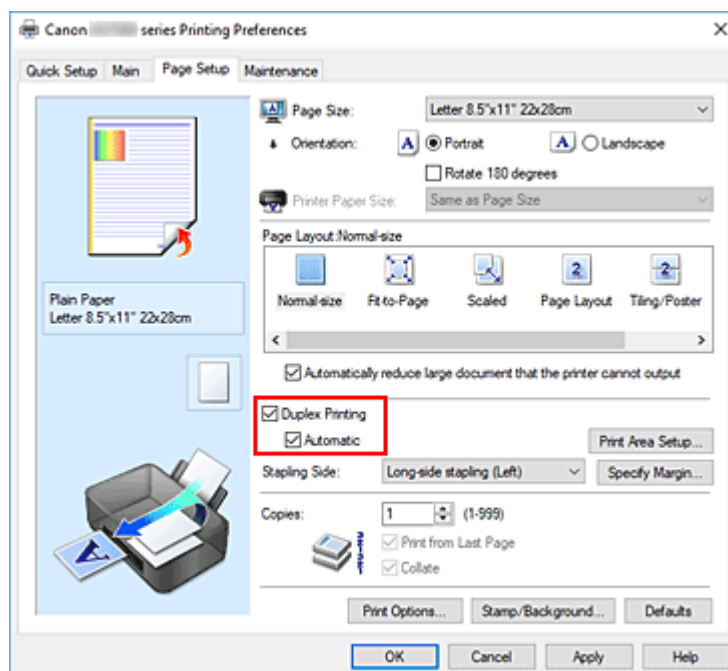 Canon series Printing Preferences
Quick Setup Main Page Setup Maintenance
Page Size: Letter 8.5"x11" 22x28cm
Orientation: A Portrait A Landscape
Rotate 180 degrees
Printer Paper Size: Same as Page Size
Page Layout:Normal-size
Normal-size Fit-to-Page Scaled Page Layout Tiling/Poster
Plain Paper
Letter 8.5"x11" 22x28cm
Automatically reduce large document that the printer cannot output
Duplex Printing
Automatic
Print Area Setup...
Stapling Side: Long-side stapling (Left) Specify Margin...
Copies: 1 (1-999)
Print from Last Page
Collate
Print Options... Stamp/Background... Defaults
OK Cancel Apply Help